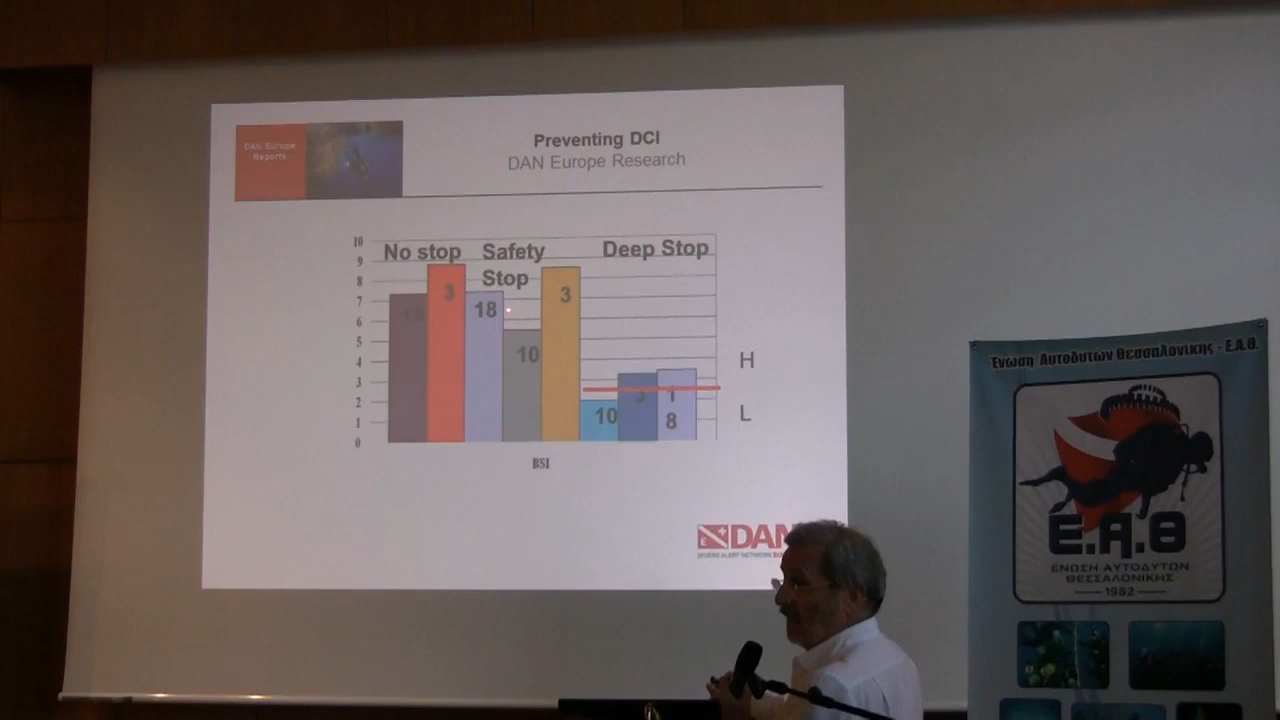 DAN Europe
Reports
Preventing DCI
DAN Europe Research
10
9
8
7
6
5
4
3
2
1
0
No stop
Safety
Stop
Deep Stop
3
18
10
3
10
3
1
8
H
L
BSI
DAN
DIVERS ALERT NETWORK
Ένωση Αυτοδυτών Θεσσαλονίκης - Ε.Α.Θ.
Ε.Α.Θ
ΕΝΩΣΗ ΑΥΤΟΔΥΤΩΝ
ΘΕΣΣΑΛΟΝΙΚΗΣ
1982